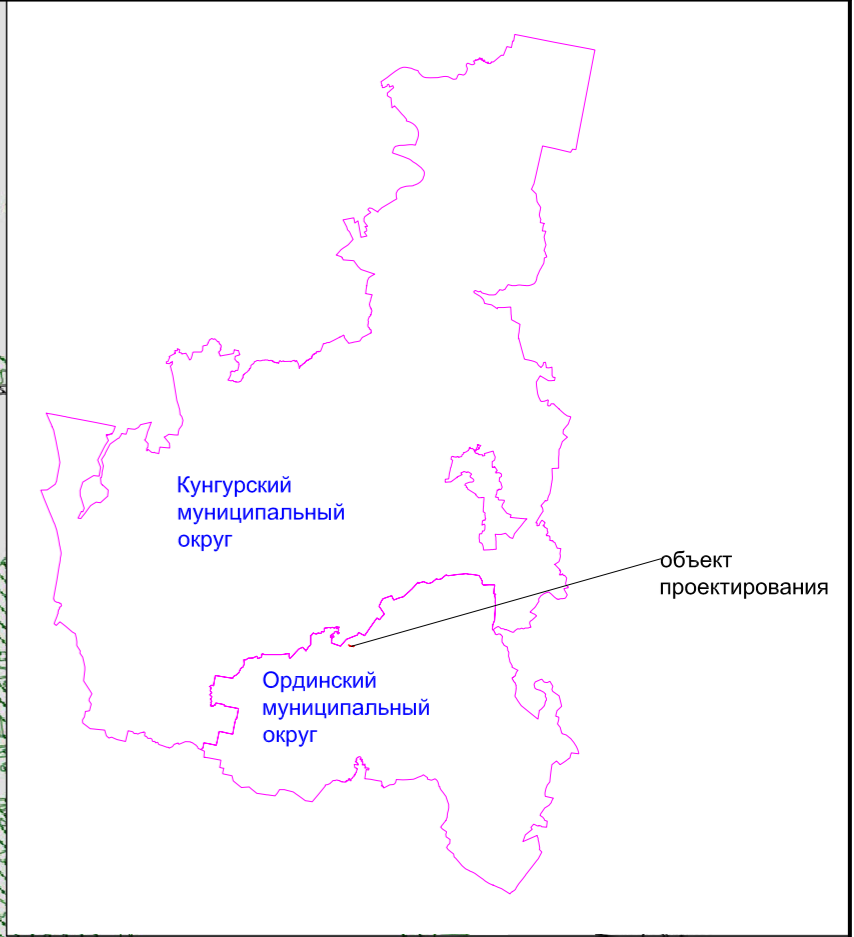 Кунгурский
муниципальный
округ
объект
проектирования
Ординский
муниципальный
округ